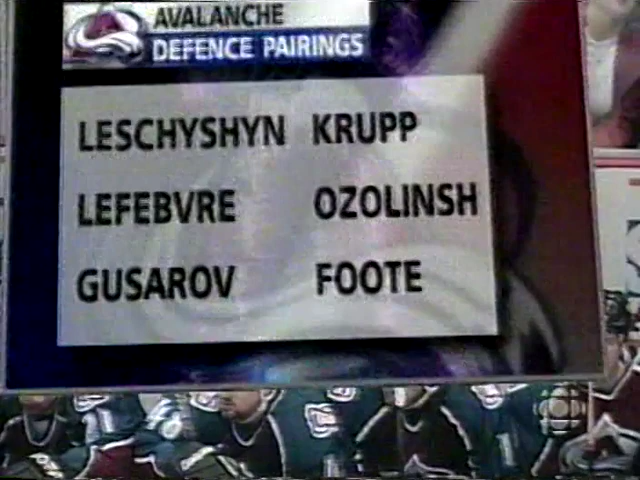 AVALANCHE
DEFENCE PAIRINGS
LESCHYSHYN KRUPP
LEFEBVRE OZOLINSH
GUSAROV FOOTE